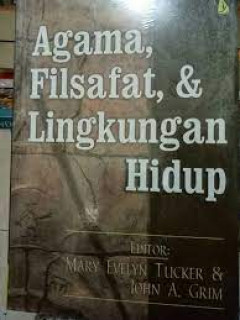 Agama,
Filsafat, &
Lingkungan
Hidup
EDITOR:
MARY EVELYN TUCKER &
JOHN A. GRIM